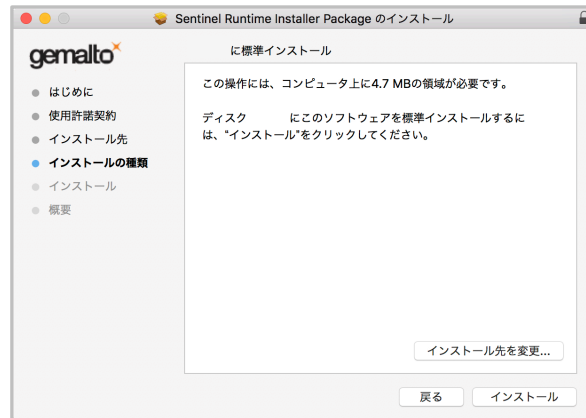 Sentinel Runtime Installer Package のインストール
gemalto
に標準インストール
はじめに
使用許諾契約
インストール先
インストールの種類
インストール
概要
この操作には、コンピュータ上に4.7 MBの領域が必要です。
ディスク　　　にこのソフトウェアを標準インストールするに
は、“インストール”をクリックしてください。
インストール先を変更...
戻る
インストール